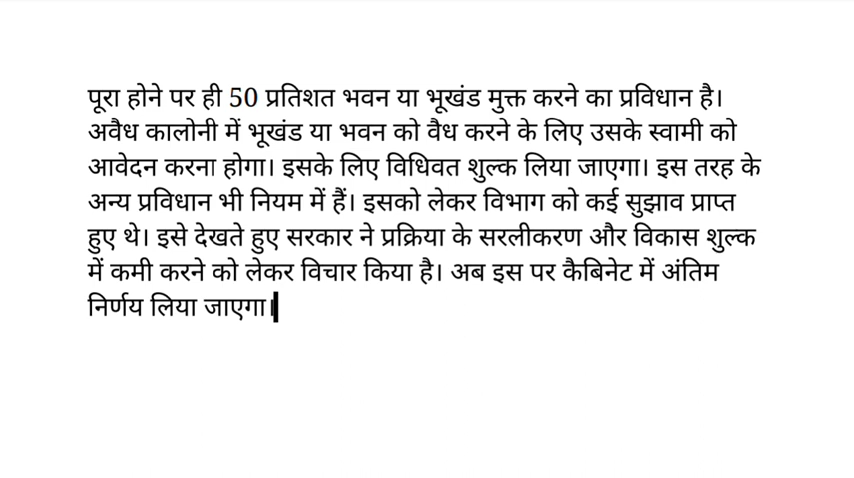 पूरा होने पर ही 50 प्रतिशत भवन या भूखंड मुक्त करने का प्रविधान है।
अवैध कालोनी में भूखंड या भवन को वैध करने के लिए उसके स्वामी को
आवेदन करना होगा। इसके लिए विधिवत शुल्क लिया जाएगा। इस तरह के
अन्य प्रविधान भी नियम में हैं। इसको लेकर विभाग को कई सुझाव प्राप्त
हुए थे। इसे देखते हुए सरकार ने प्रक्रिया के सरलीकरण और विकास शुल्क
में कमी करने को लेकर विचार किया है। अब इस पर कैबिनेट में अंतिम
निर्णय लिया जाएगा।